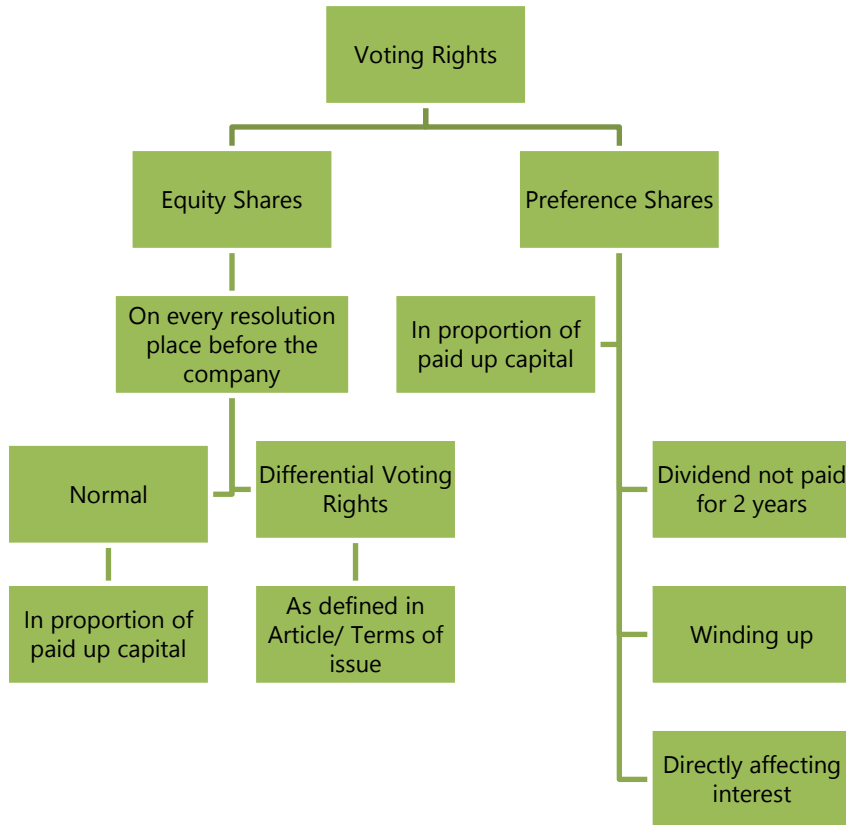 Voting Rights
Equity Shares
Preference Shares
On every resolution
place before the
company
In proportion of
paid up capital
Normal
Differential Voting
Rights
Dividend not paid
for 2 years
In proportion of
paid up capital
As defined in
Article/ Terms of
issue
Winding up
Directly affecting
interest